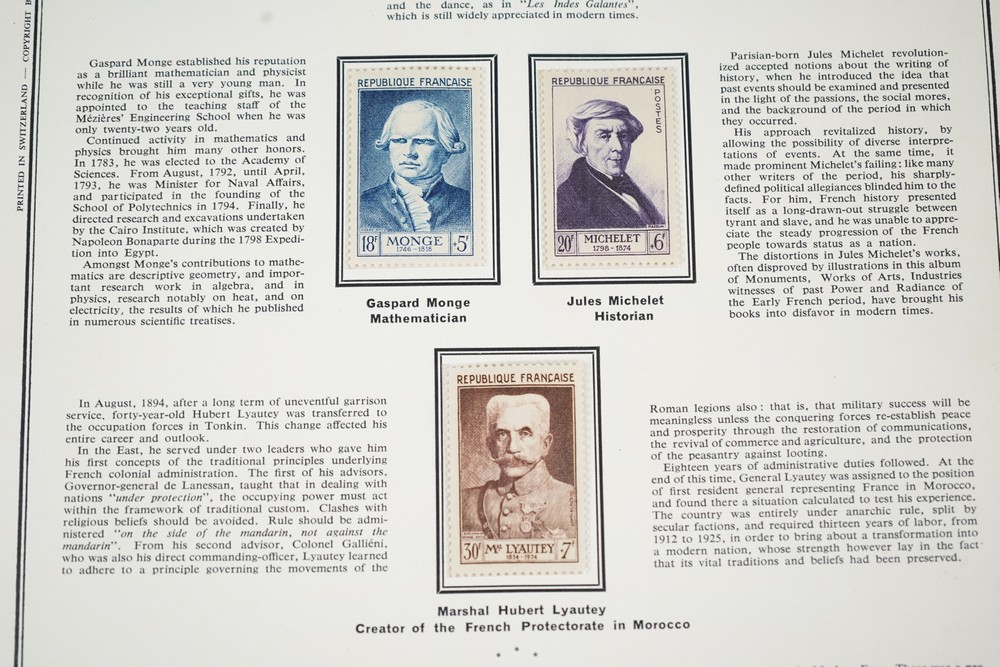 and the dance, as in "Les Indes Galantes",
which is still widely appreciated in modern times.
PRINTED IN SWITZERLAND — COPYRIGHT
Gaspard Monge established his reputation
as a brilliant mathematician and physicist
while he was still a very young man. In
recognition of his exceptional gifts, he was
appointed to the teaching staff of the
Mézières' Engineering School when he was
only twenty-two years old.
Continued activity in mathematics and
physics brought him many other honors.
In 1783, he was elected to the Academy of
Sciences. From August, 1792, until April,
1793, he was Minister for Naval Affairs,
and participated in the founding of the
School of Polytechnics in 1794. Finally, he
directed research and excavations undertaken
by the Cairo Institute, which was created by
Napoleon Bonaparte during the 1798 Expedi-
tion into Egypt.
Amongst Monge's contributions to mathe-
matics are descriptive geometry, and impor-
tant research work in algebra, and in
physics, research notably on heat, and on
electricity, the results of which he published
in numerous scientific treatises.
REPUBLIQUE FRANÇAISE
18F MONGE +5F
1746-1818
Gaspard Monge
Mathematician
REPUBLIQUE FRANÇAISE
POSTES
20F MICHELET +6F
1798-1874
Jules Michelet
Historian
Parisian-born Jules Michelet revolution-
ized accepted notions about the writing of
history, when he introduced the idea that
past events should be examined and presented
in the light of the passions, the social mores,
and the background of the period in which
they occurred.
His approach revitalized history, by
allowing the possibility of diverse interpre-
tations of events. At the same time, it
made prominent Michelet's failing: like many
other writers of the period, his sharply-
defined political allegiances blinded him to the
facts. For him, French history presented
itself as a long-drawn-out struggle between
tyrant and slave, and he was unable to appre-
ciate the steady progression of the French
people towards status as a nation.
The distortions in Jules Michelet's works,
often disproved by illustrations in this album
of Monuments, Works of Arts, Industries
witnesses of past Power and Radiance of
the Early French period, have brought his
books into disfavor in modern times.
In August, 1894, after a long term of uneventful garrison
service, forty-year-old Hubert Lyautey was transferred to
the occupation forces in Tonkin. This change affected his
entire career and outlook.
In the East, he served under two leaders who gave him
his first concepts of the traditional principles underlying
French colonial administration. The first of his advisors,
Governor-general de Lanessan, taught that in dealing with
nations "under protection", the occupying power must act
within the framework of traditional custom. Clashes with
religious beliefs should be avoided. Rule should be admi-
nistered "on the side of the mandarin, not against the
mandarin". From his second advisor, Colonel Galliéni,
who was also his direct commanding-officer, Lyautey learned
to adhere to a principle governing the movements of the
REPUBLIQUE FRANÇAISE
30F Mal LYAUTEY +7F
1854-1934
Marshal Hubert Lyautey
Creator of the French Protectorate in Morocco
Roman legions also: that is, that military success will be
meaningless unless the conquering forces re-establish peace
and prosperity through the restoration of communications,
the revival of commerce and agriculture, and the protection
of the peasantry against looting.
Eighteen years of administrative duties followed. At the
end of this time, General Lyautey was assigned to the position
of first resident general representing France in Morocco,
and found there a situation calculated to test his experience.
The country was entirely under anarchic rule, split by
secular factions, and required thirteen years of labor, from
1912 to 1925, in order to bring about a transformation into
a modern nation, whose strength however lay in the fact
that its vital traditions and beliefs had been preserved.
* * *